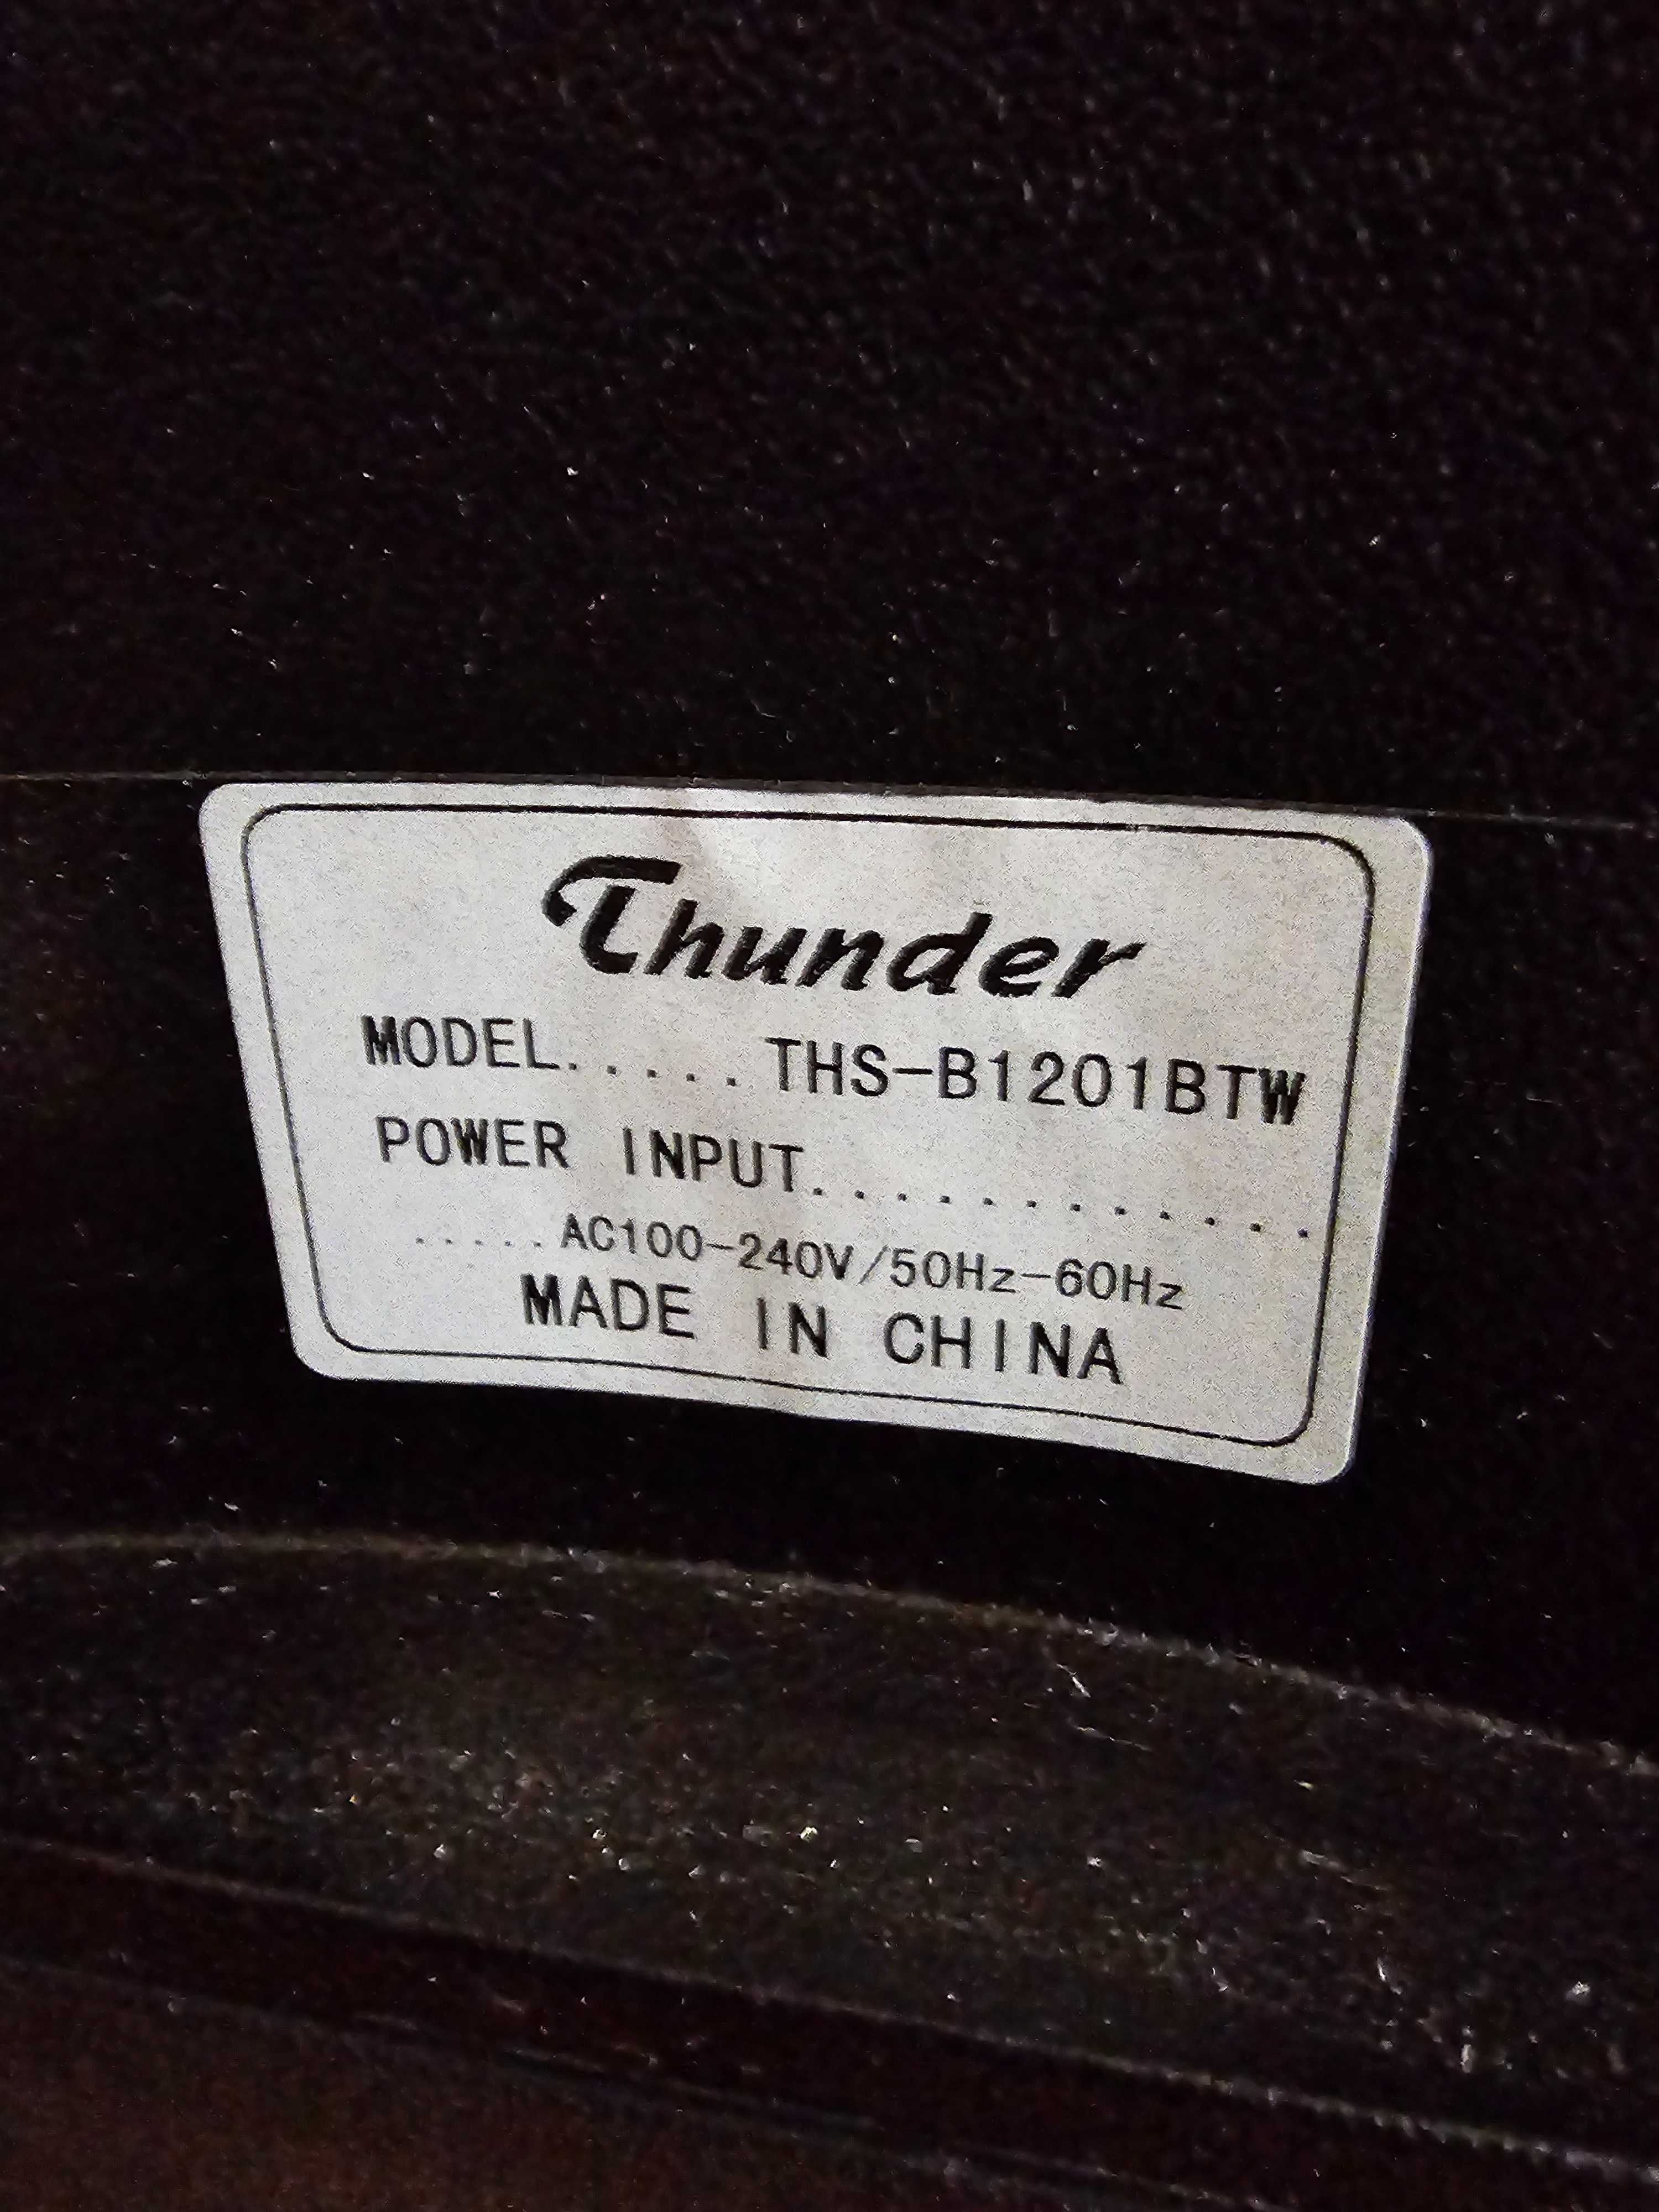 Thunder
MODEL.....THS-B1201BTW
POWER INPUT............
.....AC100-240V/50Hz-60Hz
MADE IN CHINA